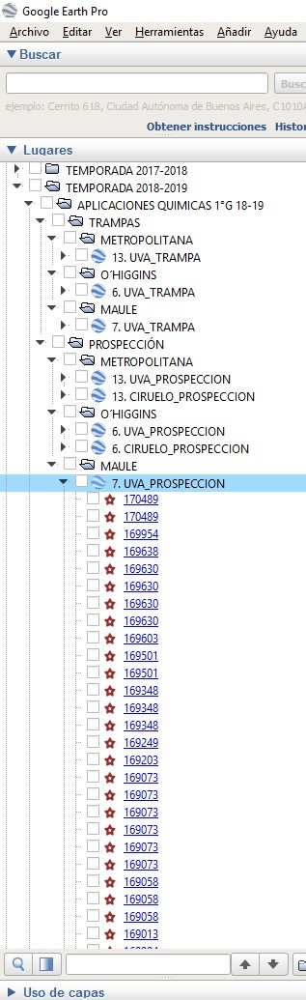 Google Earth Pro
Archivo Editar Ver Herramientas Añadir Ayuda
Buscar
Busc
ejemplo: Cerrito 618, Ciudad Autónoma de Buenos Aires, C1010A
Obtener instrucciones Histor
Lugares
TEMPORADA 2017-2018
TEMPORADA 2018-2019
APLICACIONES QUIMICAS 1°G 18-19
TRAMPAS
METROPOLITANA
13. UVA_TRAMPA
O´HIGGINS
6. UVA_TRAMPA
MAULE
7. UVA_TRAMPA
PROSPECCIÓN
METROPOLITANA
13. UVA_PROSPECCION
13. CIRUELO_PROSPECCION
O´HIGGINS
6. UVA_PROSPECCION
6. CIRUELO_PROSPECCION
MAULE
7. UVA_PROSPECCION
170489
170489
169954
169638
169630
169630
169630
169630
169603
169501
169501
169348
169348
169348
169249
169203
169073
169073
169073
169073
169073
169073
169058
169058
169058
169013
Uso de capas